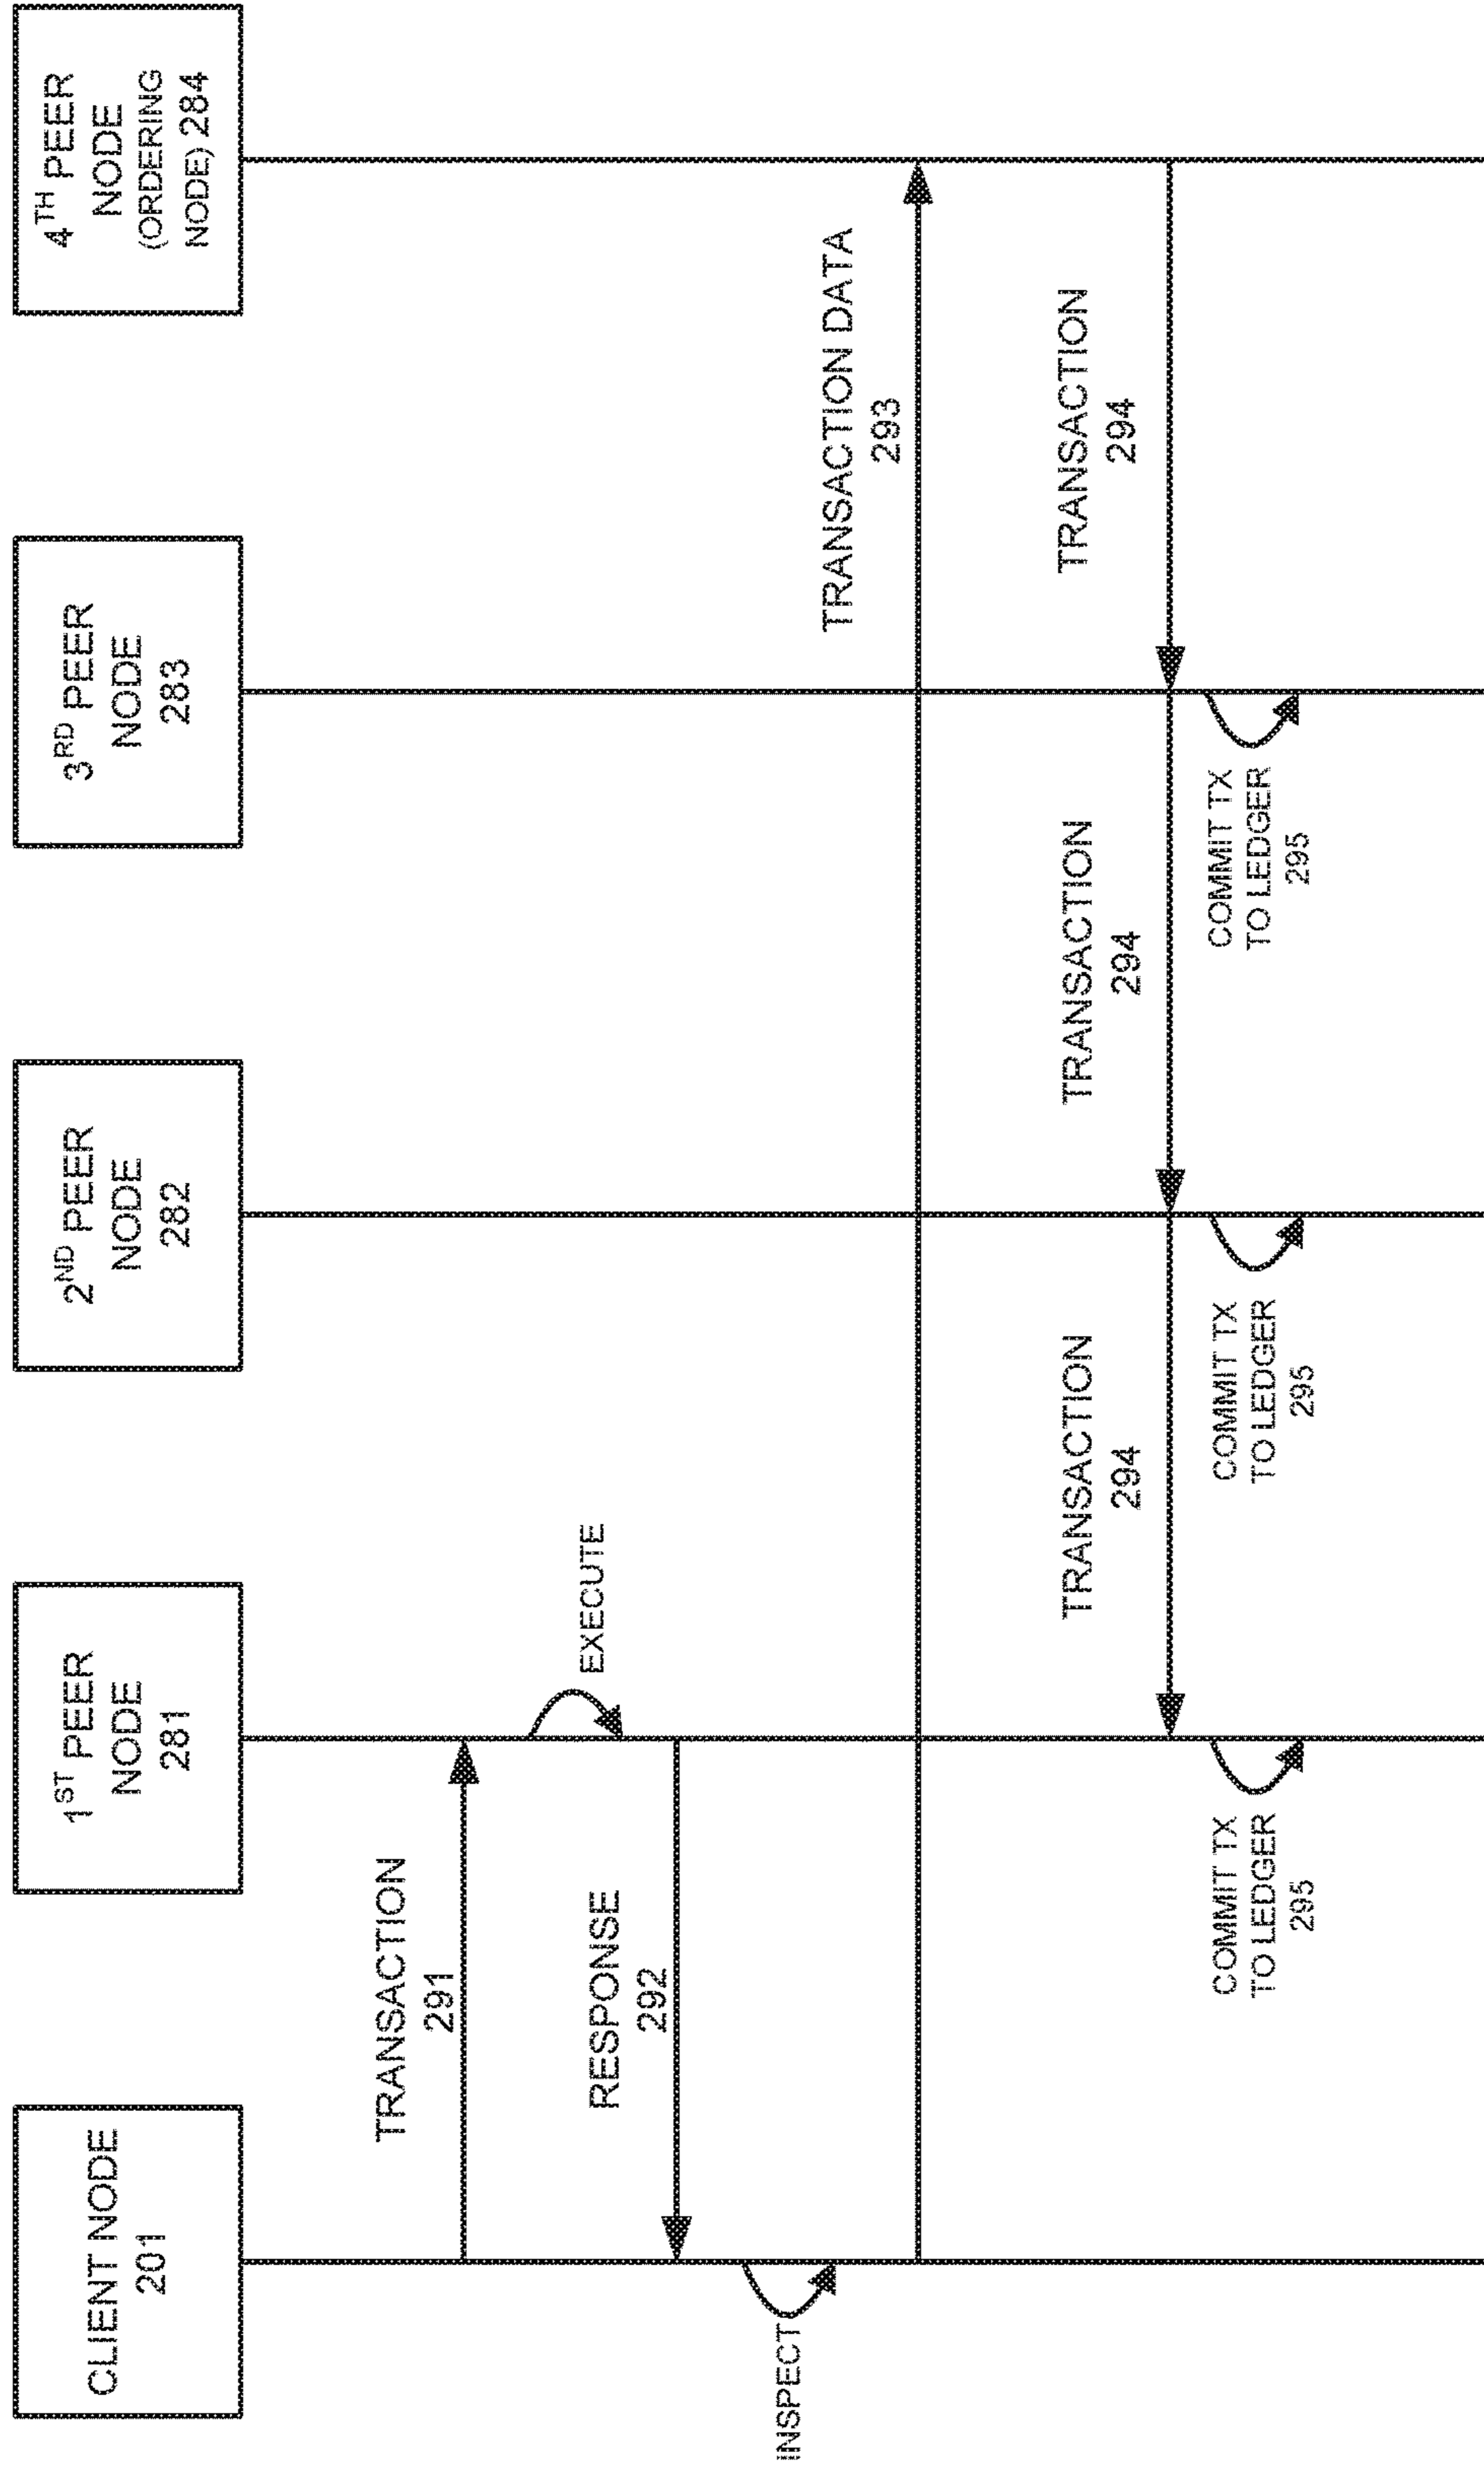 CLIENT NODE
201
1ST PEER
NODE
281
2ND PEER
NODE
282
3RD PEER
NODE
283
4TH PEER
NODE
(ORDERING
NODE) 284
TRANSACTION
291
EXECUTE
RESPONSE
292
INSPECT
TRANSACTION DATA
293
TRANSACTION
294
TRANSACTION
294
TRANSACTION
294
COMMIT TX
TO LEDGER
295
COMMIT TX
TO LEDGER
295
COMMIT TX
TO LEDGER
295